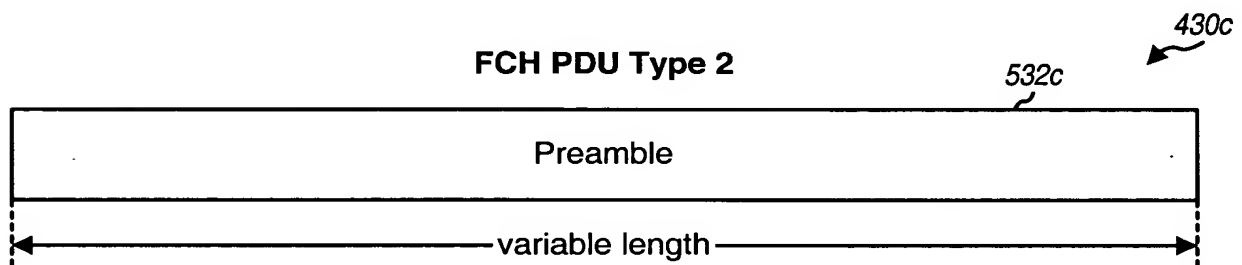 430c
FCH PDU Type 2
532c
Preamble
variable length